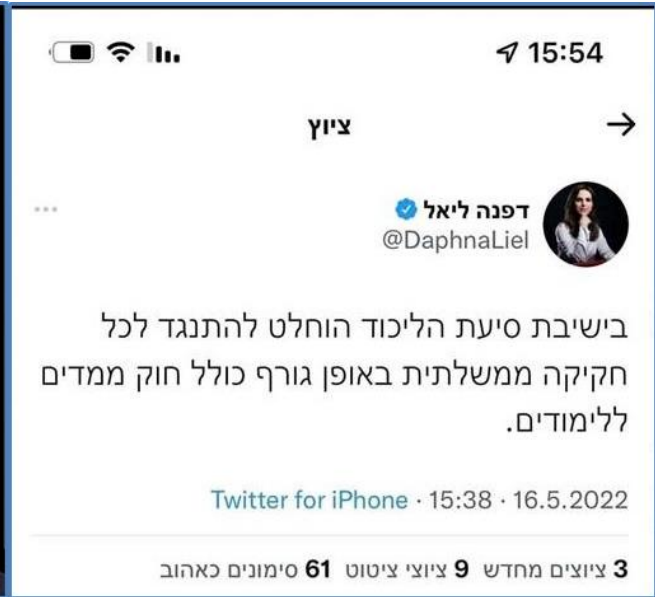 15:54
ציוץ
דפנה ליאל
@DaphnaLiel
בישיבת סיעת הליכוד הוחלט להתנגד לכל
חקיקה ממשלתית באופן גורף כולל חוק ממדים
ללימודים.
Twitter for iPhone · 15:38 · 16.5.2022
3 ציוצים מחדש 9 ציוצי ציטוט 61 סימונים כאהוב